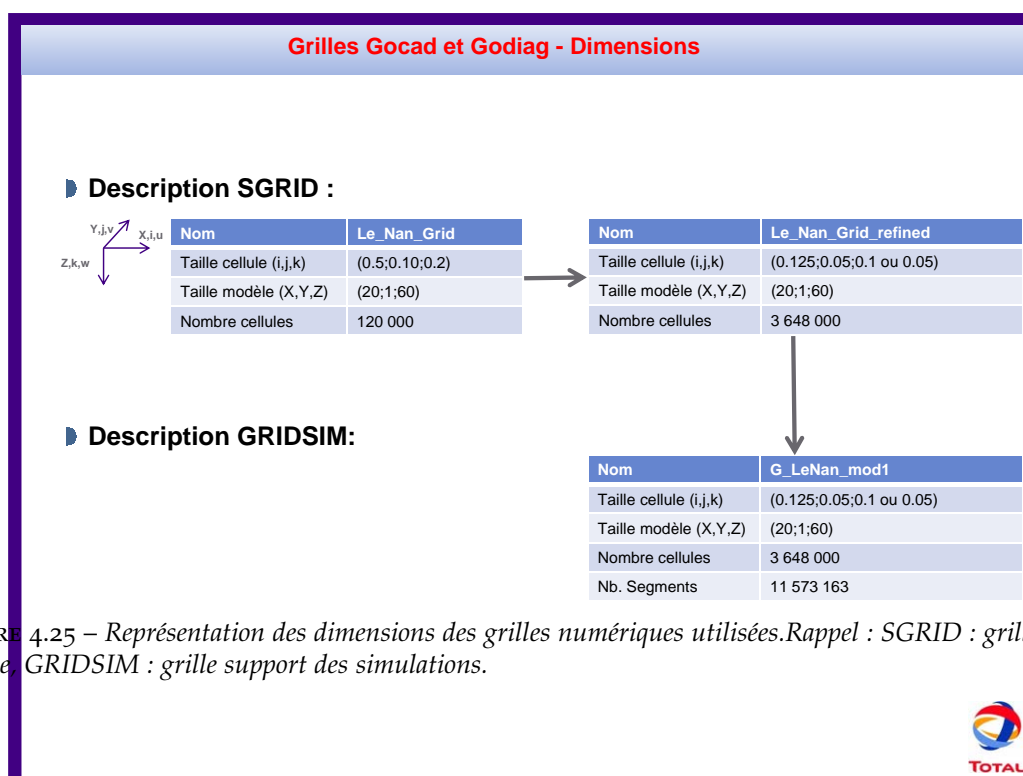 Grilles Gocad et Godiag - Dimensions
Description SGRID :
Y,j,v
X,i,u
Z,k,w
Nom Le_Nan_Grid
Taille cellule (i,j,k) (0.5;0.10;0.2)
Taille modèle (X,Y,Z) (20;1;60)
Nombre cellules 120 000
Nom Le_Nan_Grid_refined
Taille cellule (i,j,k) (0.125;0.05;0.1 ou 0.05)
Taille modèle (X,Y,Z) (20;1;60)
Nombre cellules 3 648 000
Description GRIDSIM:
Nom G_LeNan_mod1
Taille cellule (i,j,k) (0.125;0.05;0.1 ou 0.05)
Taille modèle (X,Y,Z) (20;1;60)
Nombre cellules 3 648 000
Nb. Segments 11 573 163
RE 4.25 – Représentation des dimensions des grilles numériques utilisées.Rappel : SGRID : gril
e, GRIDSIM : grille support des simulations.
TOTAL